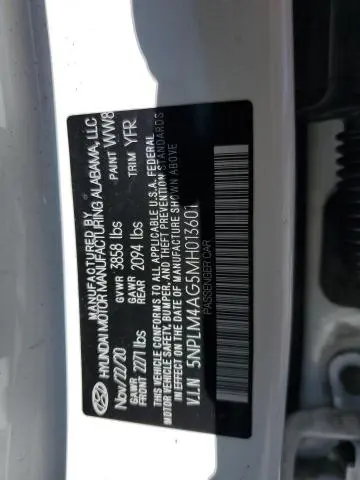 MANUFACTURED BY
HYUNDAI MOTOR MANUFACTURING ALABAMA, LLC
Nov/22/20 GVWR 3858 lbs PAINT WW8
GAWR FRONT 2271 lbs GAWR REAR 2094 lbs TRIM YFR
THIS VEHICLE CONFORMS TO ALL APPLICABLE U.S.A. FEDERAL
MOTOR VEHICLE SAFETY, BUMPER, AND THEFT PREVENTION STANDARDS
IN EFFECT ON THE DATE OF MANUFACTURE SHOWN ABOVE
V.I.N 5NPLM4AG5MH013601
PASSENGER CAR